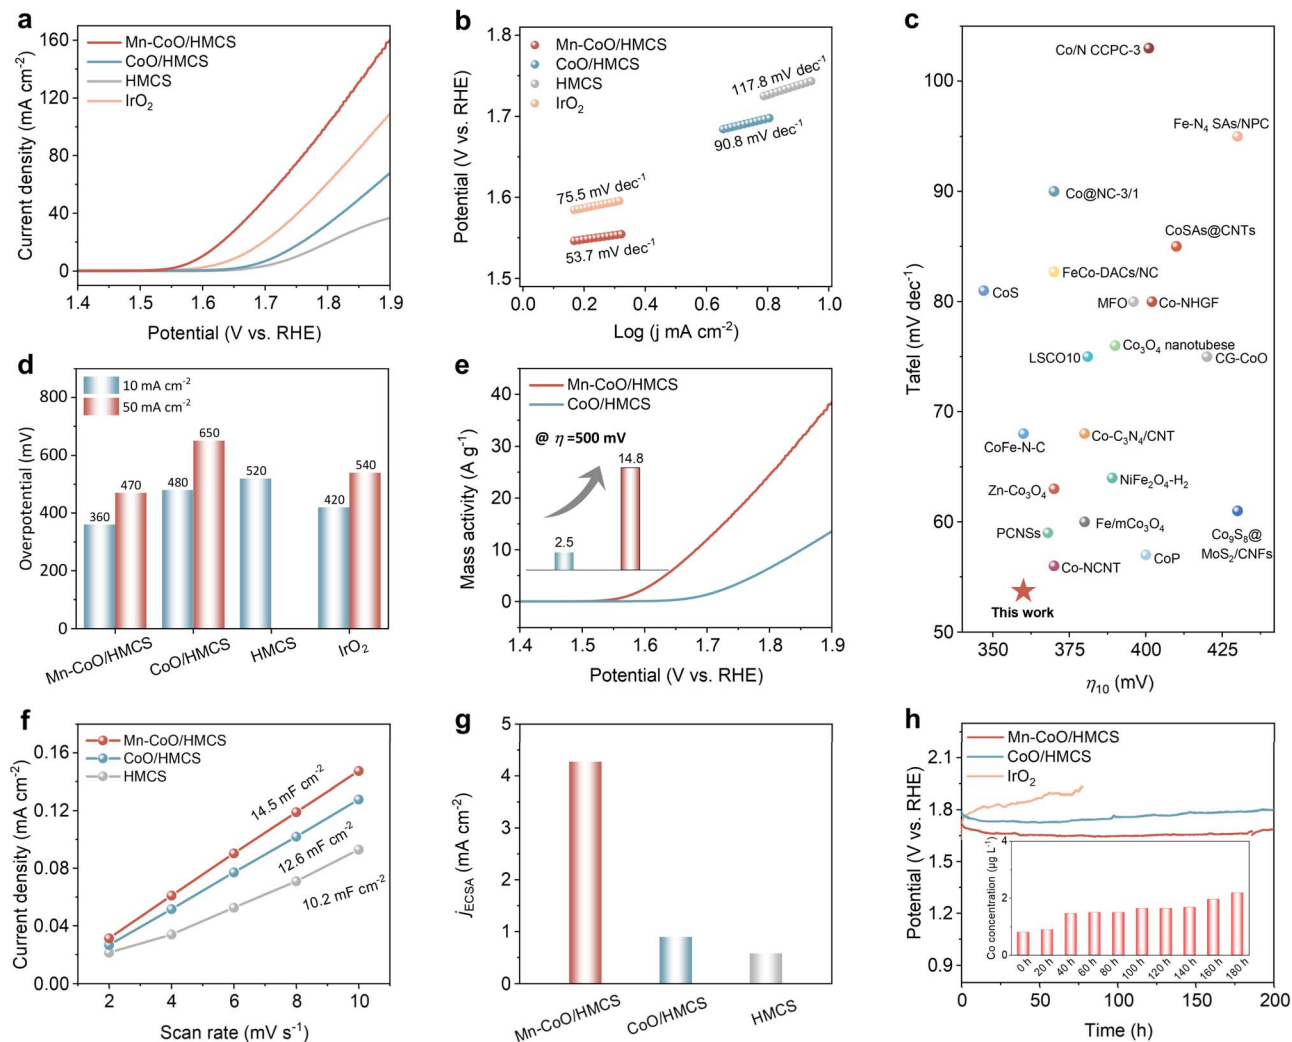 a
Mn-CoO/HMCS
CoO/HMCS
HMCS
IrO₂
Current density (mA cm⁻²)
160
120
80
40
0
1.4 1.5 1.6 1.7 1.8 1.9
Potential (V vs. RHE)
b
Mn-CoO/HMCS
CoO/HMCS
HMCS
IrO₂
117.8 mV dec⁻¹
90.8 mV dec⁻¹
75.5 mV dec⁻¹
53.7 mV dec⁻¹
Potential (V vs. RHE)
1.8
1.7
1.6
1.5
0.0 0.2 0.4 0.6 0.8 1.0
Log (j mA cm⁻²)
c
Co/N CCPC-3
Fe-N₄ SAs/NPC
Co@NC-3/1
CoSAs@CNTs
FeCo-DACs/NC
CoS
MFO
Co-NHGF
Co₃O₄ nanotubese
LSCO10
CG-CoO
CoFe-N-C
Co-C₃N₄/CNT
NiFe₂O₄-H₂
Zn-Co₃O₄
PCNSs
Fe/mCo₃O₄
Co₉S₈@
MoS₂/CNFs
CoP
Co-NCNT
This work
Tafel (mV dec⁻¹)
100
90
80
70
60
50
350 375 400 425
η₁₀ (mV)
d
10 mA cm⁻²
50 mA cm⁻²
Overpotential (mV)
800
600
400
200
0
360 470 480 650 520 420 540
Mn-CoO/HMCS CoO/HMCS HMCS IrO₂
e
Mn-CoO/HMCS
CoO/HMCS
@ η =500 mV
14.8
2.5
Mass activity (A g⁻¹)
40
30
20
10
0
1.4 1.5 1.6 1.7 1.8 1.9
Potential (V vs. RHE)
f
Mn-CoO/HMCS
CoO/HMCS
HMCS
14.5 mF cm⁻²
12.6 mF cm⁻²
10.2 mF cm⁻²
Current density (mA cm⁻²)
0.16
0.12
0.08
0.04
0.00
2 4 6 8 10
Scan rate (mV s⁻¹)
g
jECSA (mA cm⁻²)
5
4
3
2
1
0
Mn-CoO/HMCS CoO/HMCS HMCS
h
Mn-CoO/HMCS
CoO/HMCS
IrO₂
Potential (V vs. RHE)
2.1
1.8
1.5
1.2
0.9
Co concentration (μg L⁻¹)
4
2
0
0 h 20 h 40 h 60 h 80 h 100 h 120 h 140 h 160 h 180 h
0 50 100 150 200
Time (h)